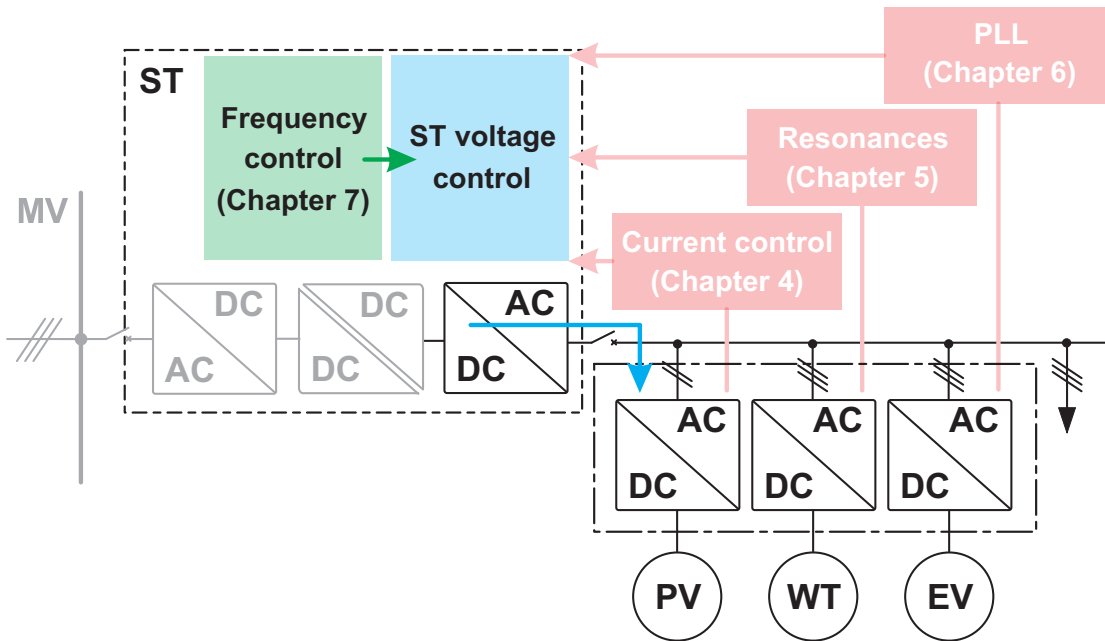 PLL
(Chapter 6)
ST
Frequency
control
(Chapter 7)
ST voltage
control
Resonances
(Chapter 5)
MV
Current control
(Chapter 4)
DC
AC
DC
DC
AC
DC
AC
DC
AC
DC
AC
DC
PV
WT
EV